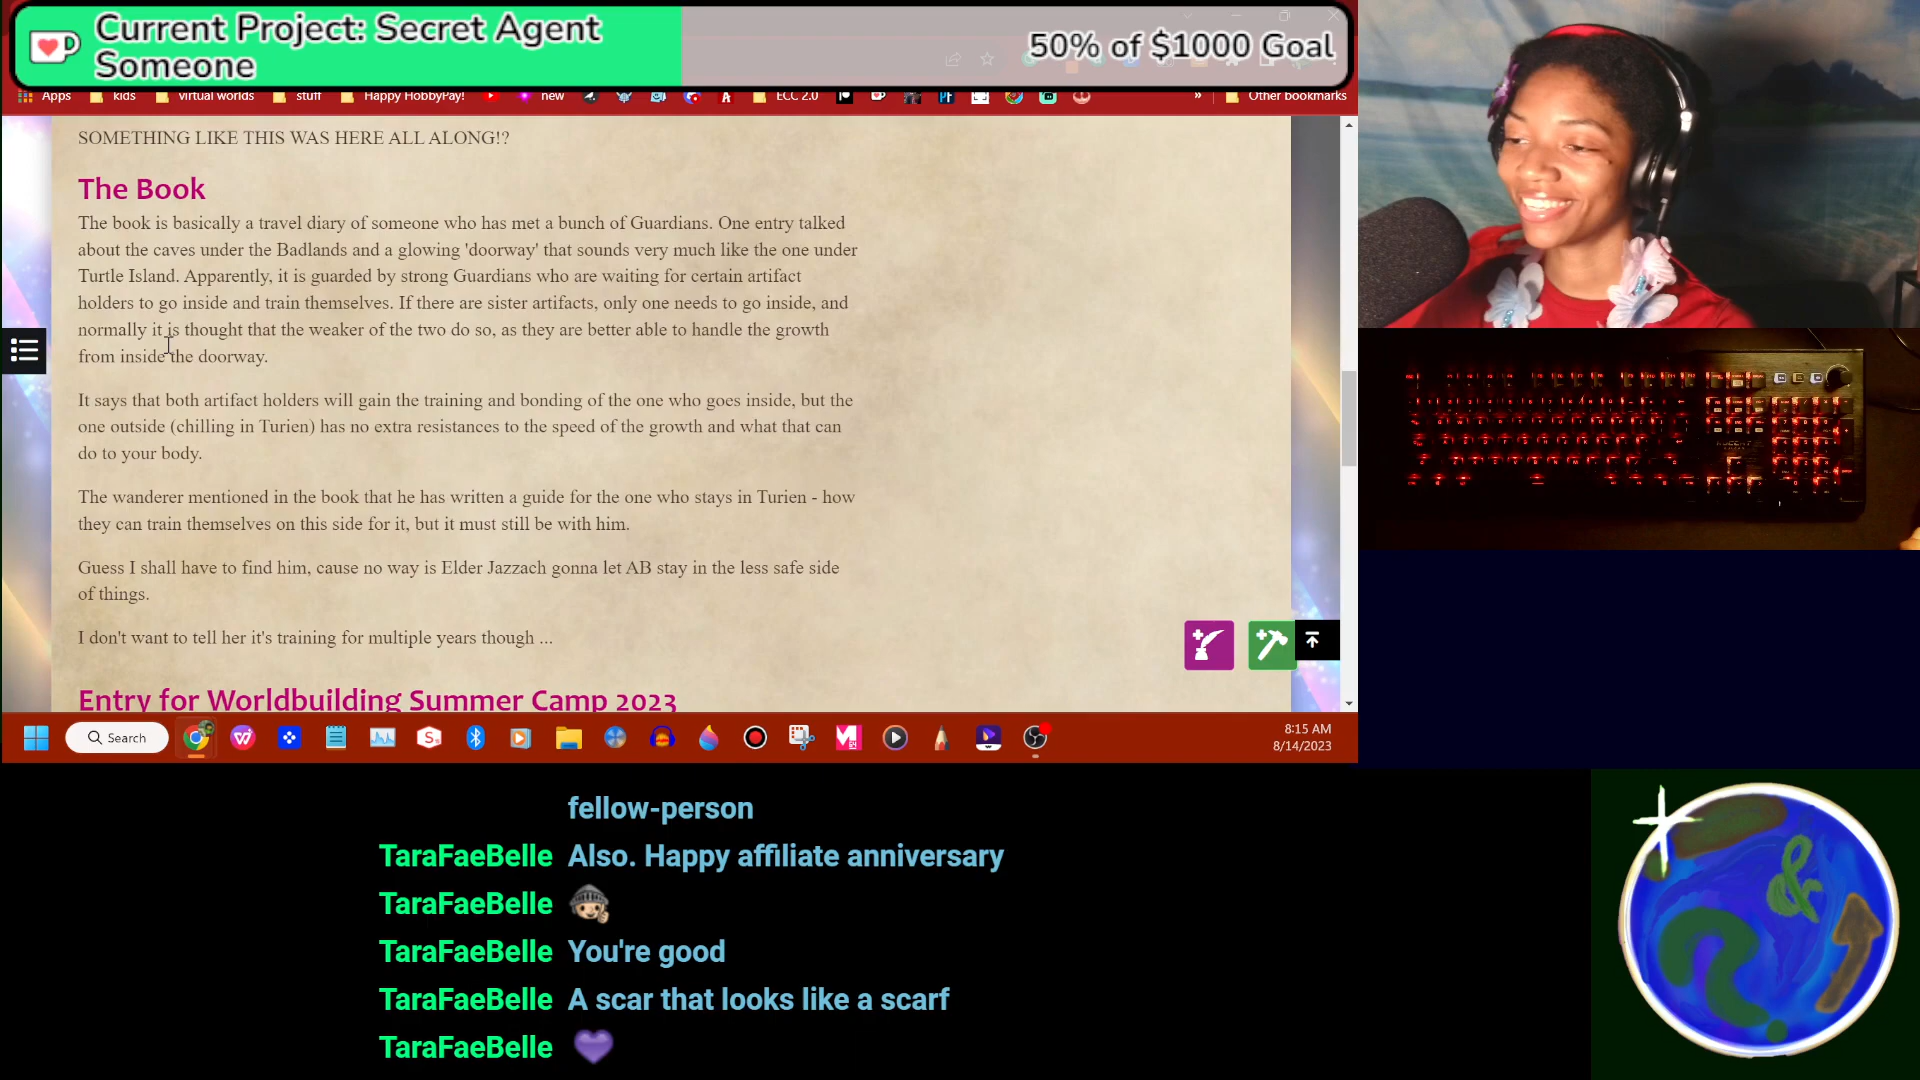 Current Project: Secret Agent
Someone
50% of $1000 Goal
Apps
kids
virtual worlds
stuff
Happy HobbyPay!
new
A
ECC 2.0
PF
»
Other bookmarks
SOMETHING LIKE THIS WAS HERE ALL ALONG!?
The Book
The book is basically a travel diary of someone who has met a bunch of Guardians. One entry talked
about the caves under the Badlands and a glowing 'doorway' that sounds very much like the one under
Turtle Island. Apparently, it is guarded by strong Guardians who are waiting for certain artifact
holders to go inside and train themselves. If there are sister artifacts, only one needs to go inside, and
normally it is thought that the weaker of the two do so, as they are better able to handle the growth
from inside the doorway.
It says that both artifact holders will gain the training and bonding of the one who goes inside, but the
one outside (chilling in Turien) has no extra resistances to the speed of the growth and what that can
do to your body.
The wanderer mentioned in the book that he has written a guide for the one who stays in Turien - how
they can train themselves on this side for it, but it must still be with him.
Guess I shall have to find him, cause no way is Elder Jazzach gonna let AB stay in the less safe side
of things.
I don't want to tell her it's training for multiple years though ...
Entry for Worldbuilding Summer Camp 2023
Search
8:15 AM
8/14/2023
fellow-person
TaraFaeBelle Also. Happy affiliate anniversary
TaraFaeBelle
TaraFaeBelle You're good
TaraFaeBelle A scar that looks like a scarf
TaraFaeBelle
&